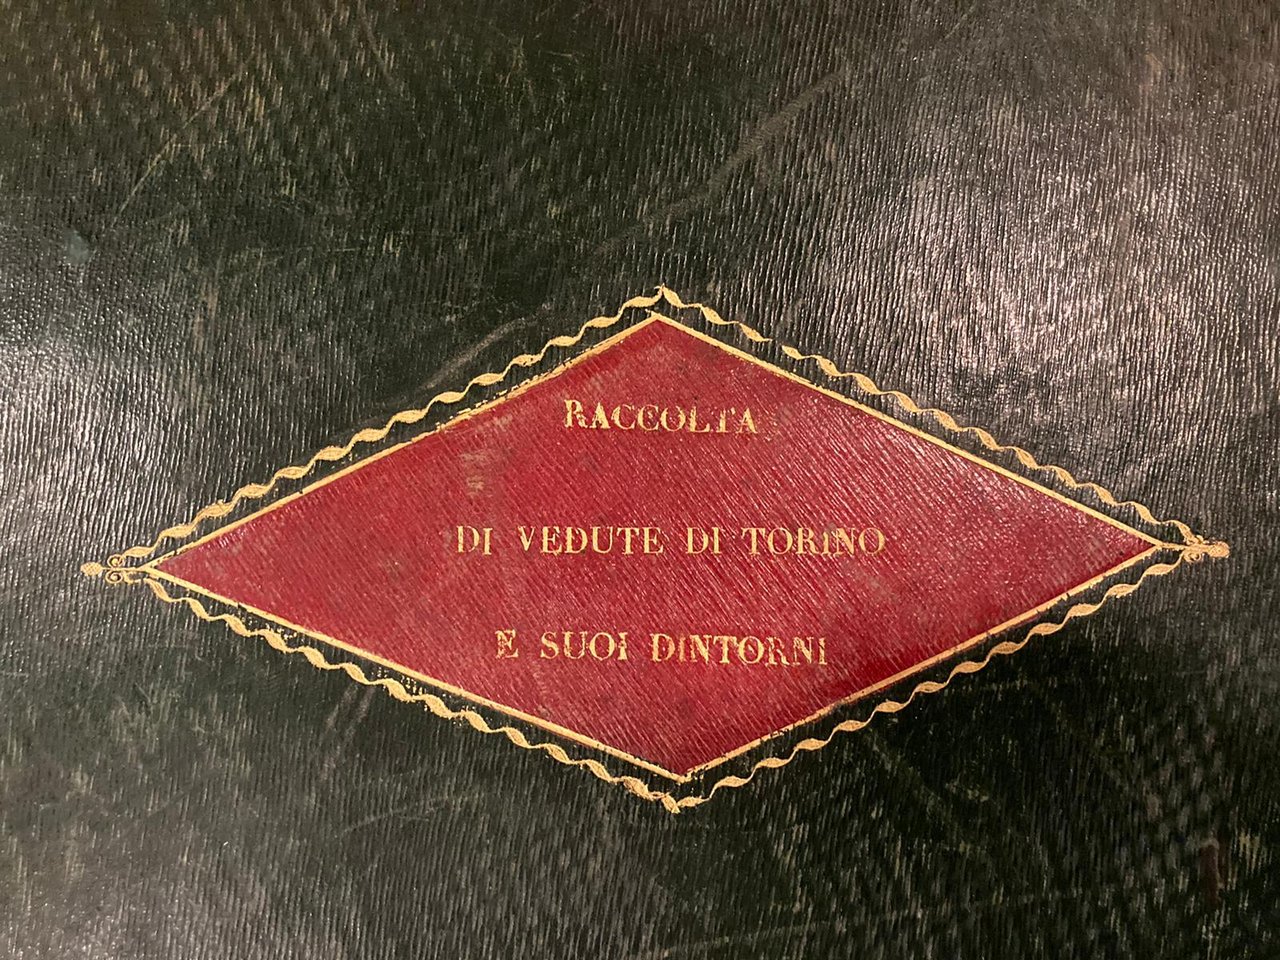 RACCOLTA
DI VEDUTE DI TORINO
E SUOI DINTORNI